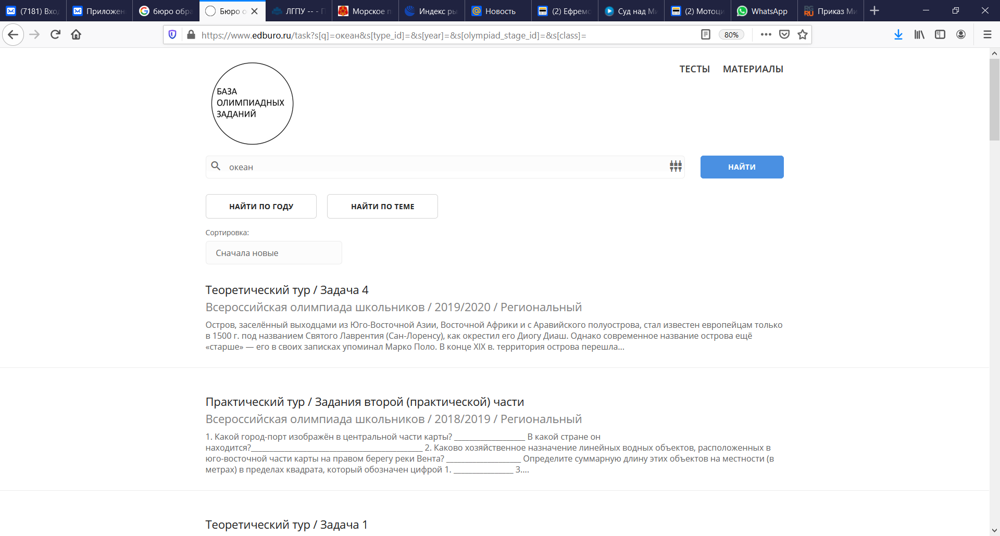 (7181) Вхо
Приложен
бюро обра
Бюро о
ЛГПУ -- - Г
Морское п
Индекс ры
Новость
(2) Ефремо
Суд над Ми
(2) Мотоци
WhatsApp
Приказ Ми
https://www.edburo.ru/task?s[q]=океан&s[type_id]=&s[year]=&s[olympiad_stage_id]=&s[class]=
80%
ТЕСТЫ МАТЕРИАЛЫ
БАЗА
ОЛИМПИАДНЫХ
ЗАДАНИЙ
океан
НАЙТИ
НАЙТИ ПО ГОДУ
НАЙТИ ПО ТЕМЕ
Сортировка:
Сначала новые
Теоретический тур / Задача 4
Всероссийская олимпиада школьников / 2019/2020 / Региональный
Остров, заселённый выходцами из Юго-Восточной Азии, Восточной Африки и с Аравийского полуострова, стал известен европейцам только
в 1500 г. под названием Святого Лаврентия (Сан-Лоренсу), как окрестил его Диогу Диаш. Однако современное название острова ещё
«старше» — его в своих записках упоминал Марко Поло. В конце XIX в. территория острова перешла...
Практический тур / Задания второй (практической) части
Всероссийская олимпиада школьников / 2018/2019 / Региональный
1. Какой город-порт изображён в центральной части карты? ___________________ В какой стране он
находится?______________________________________________ 2. Каково хозяйственное назначение линейных водных объектов, расположенных в
юго-восточной части карты на правом берегу реки Вента? ____________________ Определите суммарную длину этих объектов на местности (в
метрах) в пределах квадрата, который обозначен цифрой 1. ________________ 3....
Теоретический тур / Задача 1